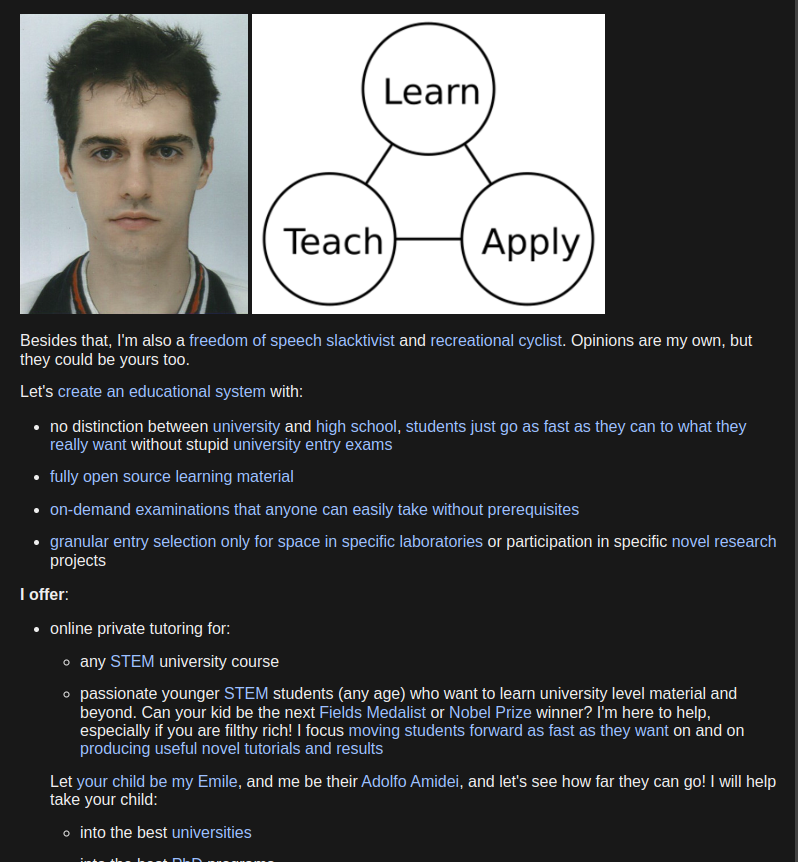 Learn
Teach
Apply
Besides that, I'm also a freedom of speech slacktivist and recreational cyclist. Opinions are my own, but
they could be yours too.
Let's create an educational system with:
no distinction between university and high school, students just go as fast as they can to what they
really want without stupid university entry exams
fully open source learning material
on-demand examinations that anyone can easily take without prerequisites
granular entry selection only for space in specific laboratories or participation in specific novel research
projects
I offer:
online private tutoring for:
any STEM university course
passionate younger STEM students (any age) who want to learn university level material and
beyond. Can your kid be the next Fields Medalist or Nobel Prize winner? I'm here to help,
especially if you are filthy rich! I focus moving students forward as fast as they want on and on
producing useful novel tutorials and results
Let your child be my Emile, and me be their Adolfo Amidei, and let's see how far they can go! I will help
take your child:
into the best universities
into the best PhD programs